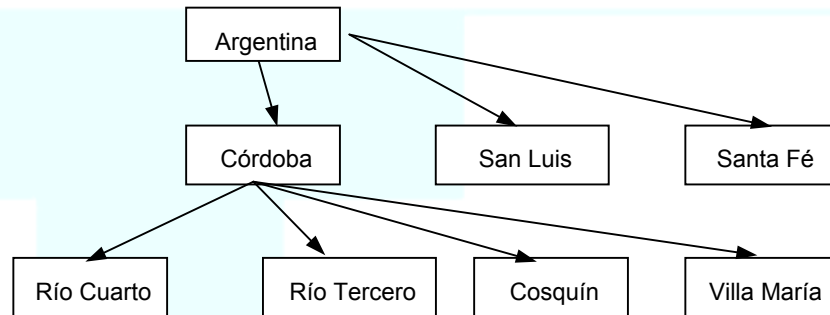 Argentina
Córdoba
San Luis
Santa Fé
Río Cuarto
Río Tercero
Cosquín
Villa María